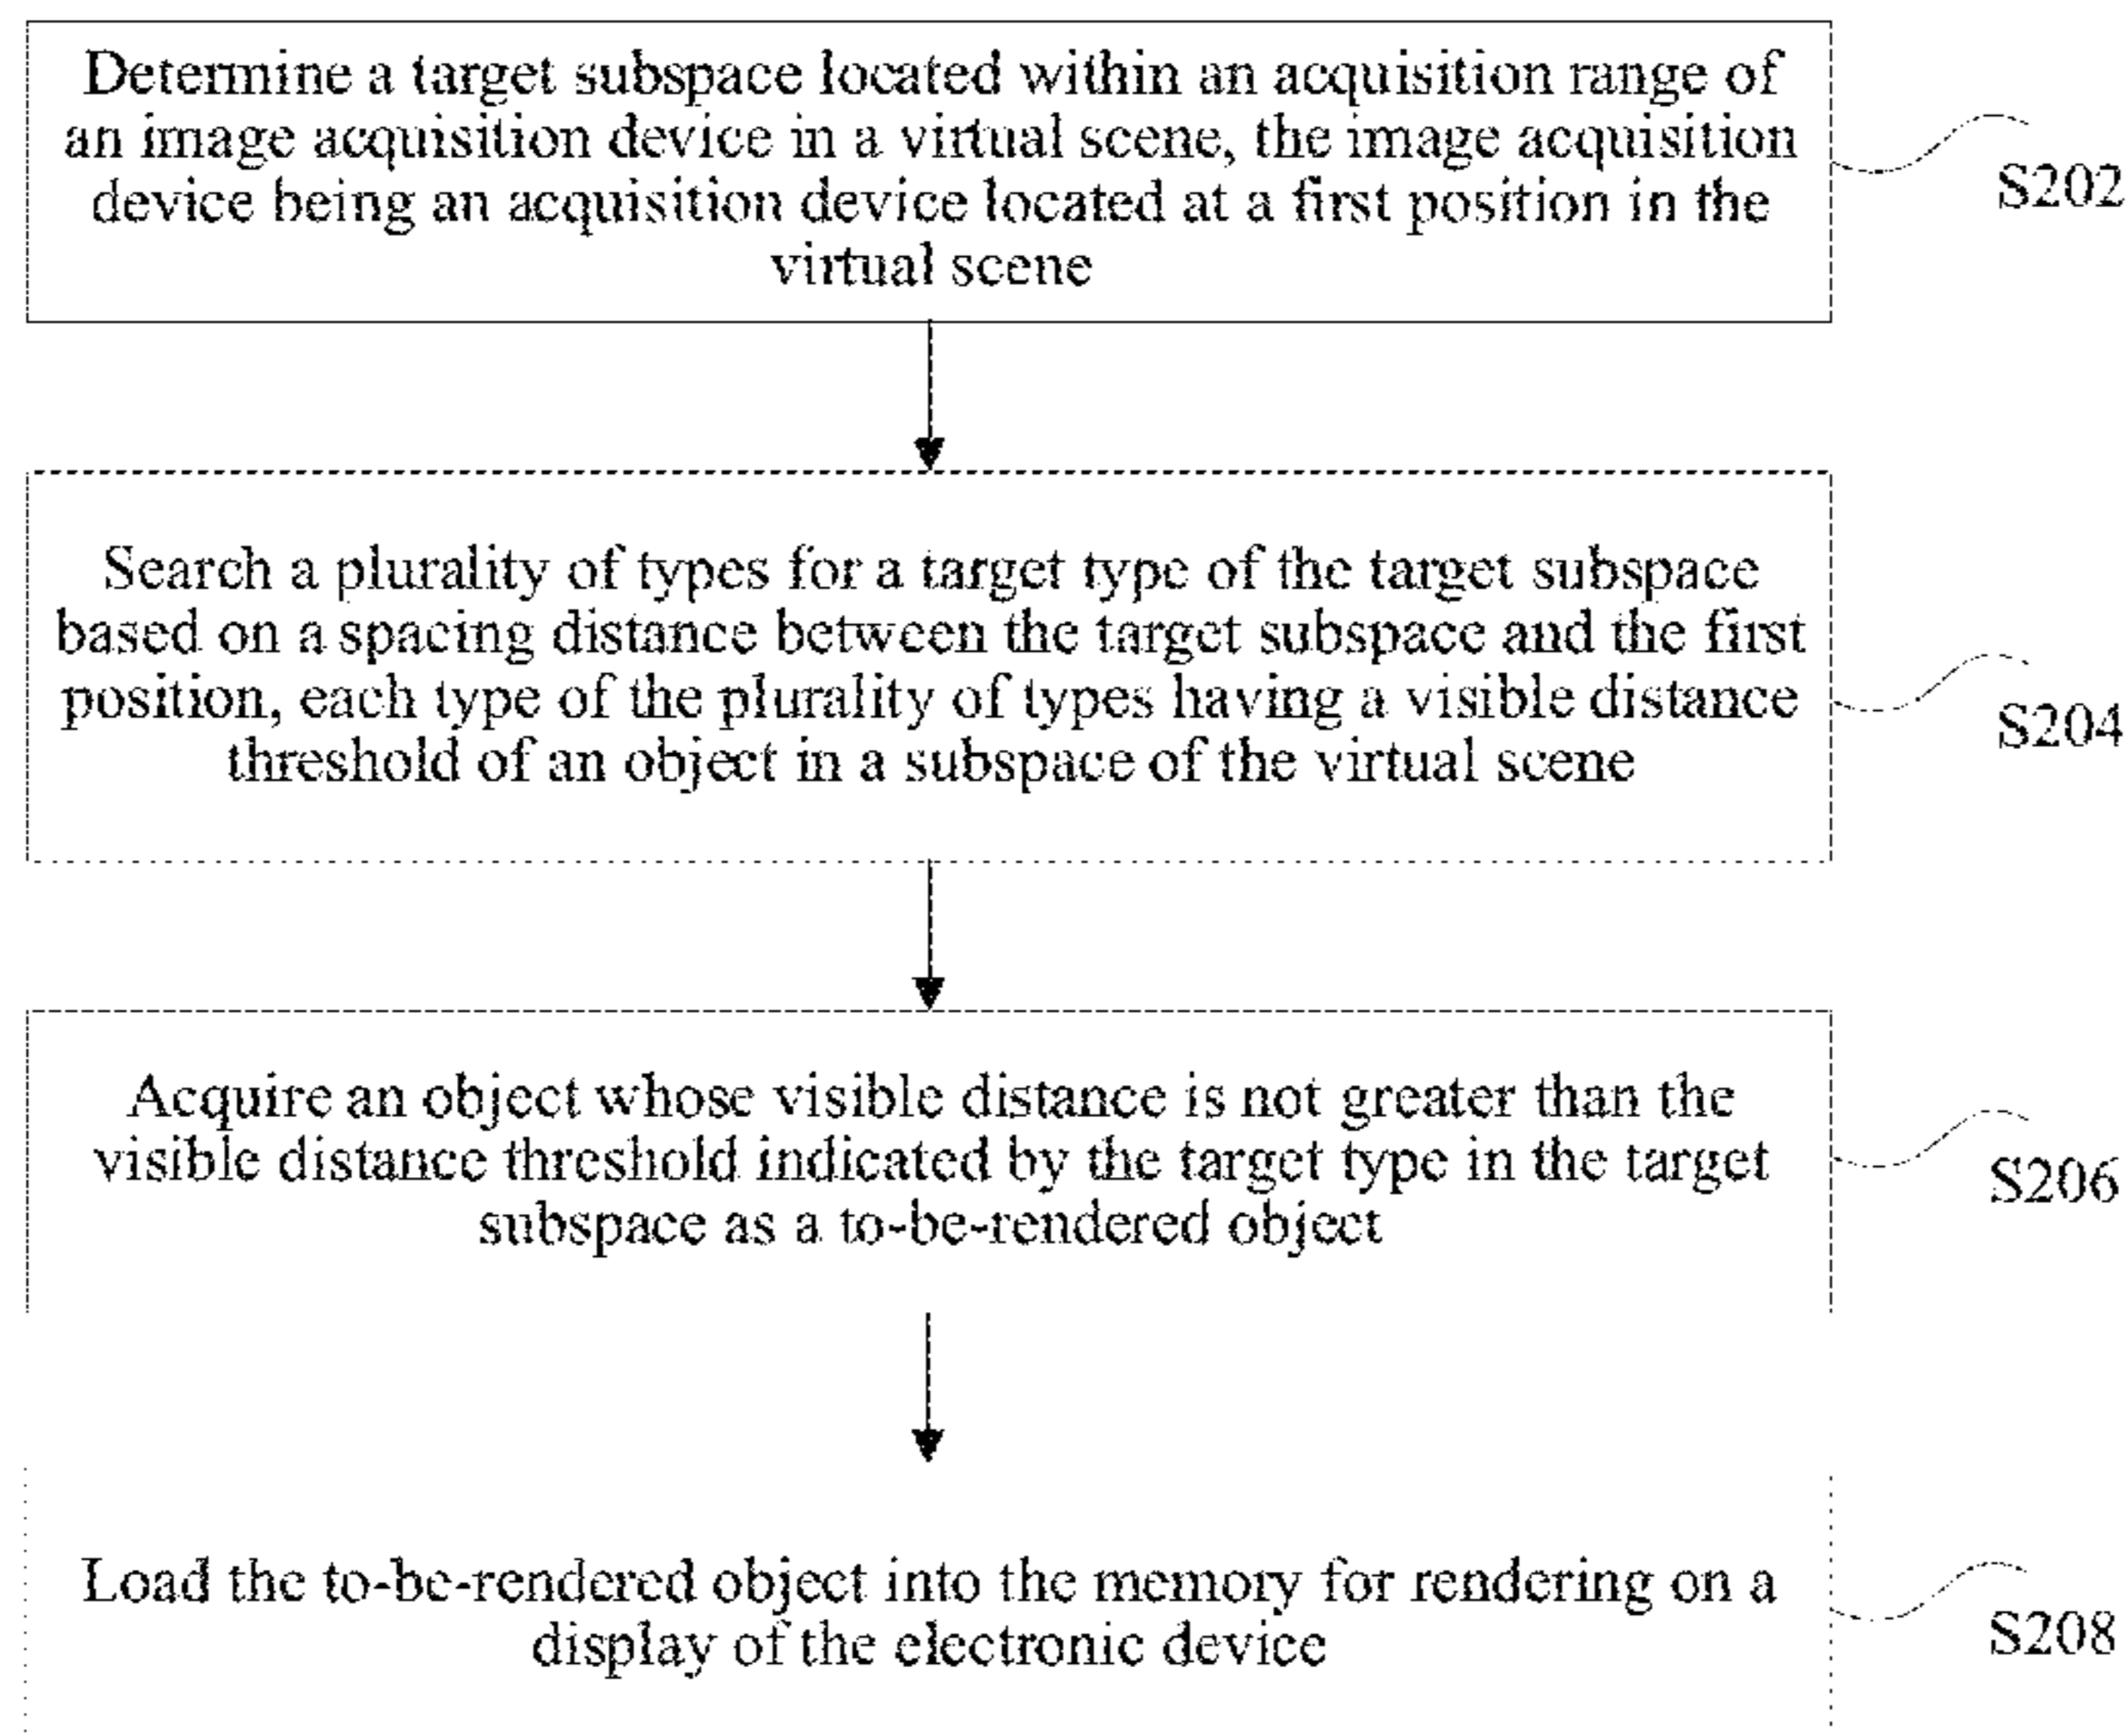 Determine a target subspace located within an acquisition range of
an image acquisition device in a virtual scene, the image acquisition
device being an acquisition device located at a first position in the
virtual scene
S202
Search a plurality of types for a target type of the target subspace
based on a spacing distance between the target subspace and the first
position, each type of the plurality of types having a visible distance
threshold of an object in a subspace of the virtual scene
S204
Acquire an object whose visible distance is not greater than the
visible distance threshold indicated by the target type in the target
subspace as a to-be-rendered object
S206
Load the to-be-rendered object into the memory for rendering on a
display of the electronic device
S208